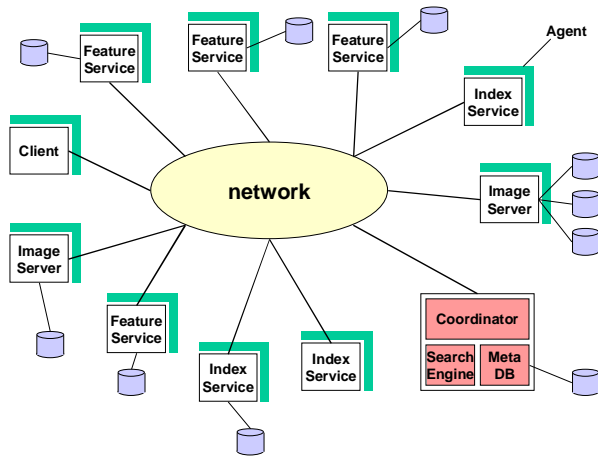 Feature
Service
Feature
Service
Feature
Service
Agent
Index
Service
Client
network
Image
Server
Image
Server
Feature
Service
Index
Service
Index
Service
Coordinator
Search
Engine
Meta
DB